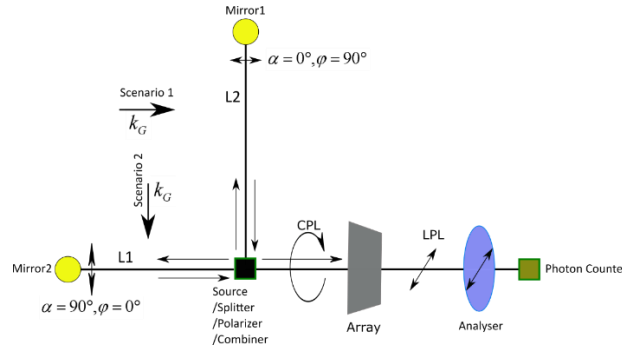 Mirror1
α = 0°, φ = 90°
Scenario 1
k_G
L2
Scenario 2
k_G
CPL
LPL
L1
Mirror2
Photon Counte
α = 90°, φ = 0°
Source
/Splitter
/Polarizer
/Combiner
Array
Analyser